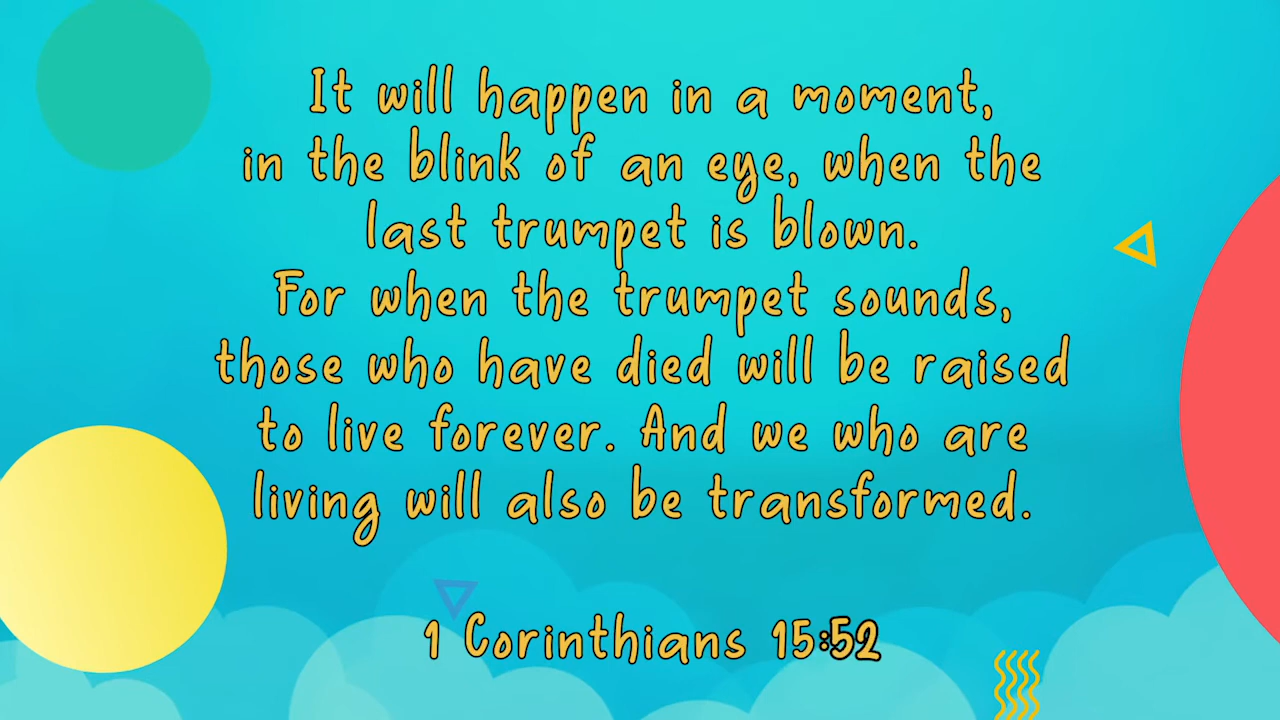 It will happen in a moment,
in the blink of an eye, when the
last trumpet is blown.
For when the trumpet sounds,
those who have died will be raised
to live forever. And we who are
living will also be transformed.
1 Corinthians 15:52